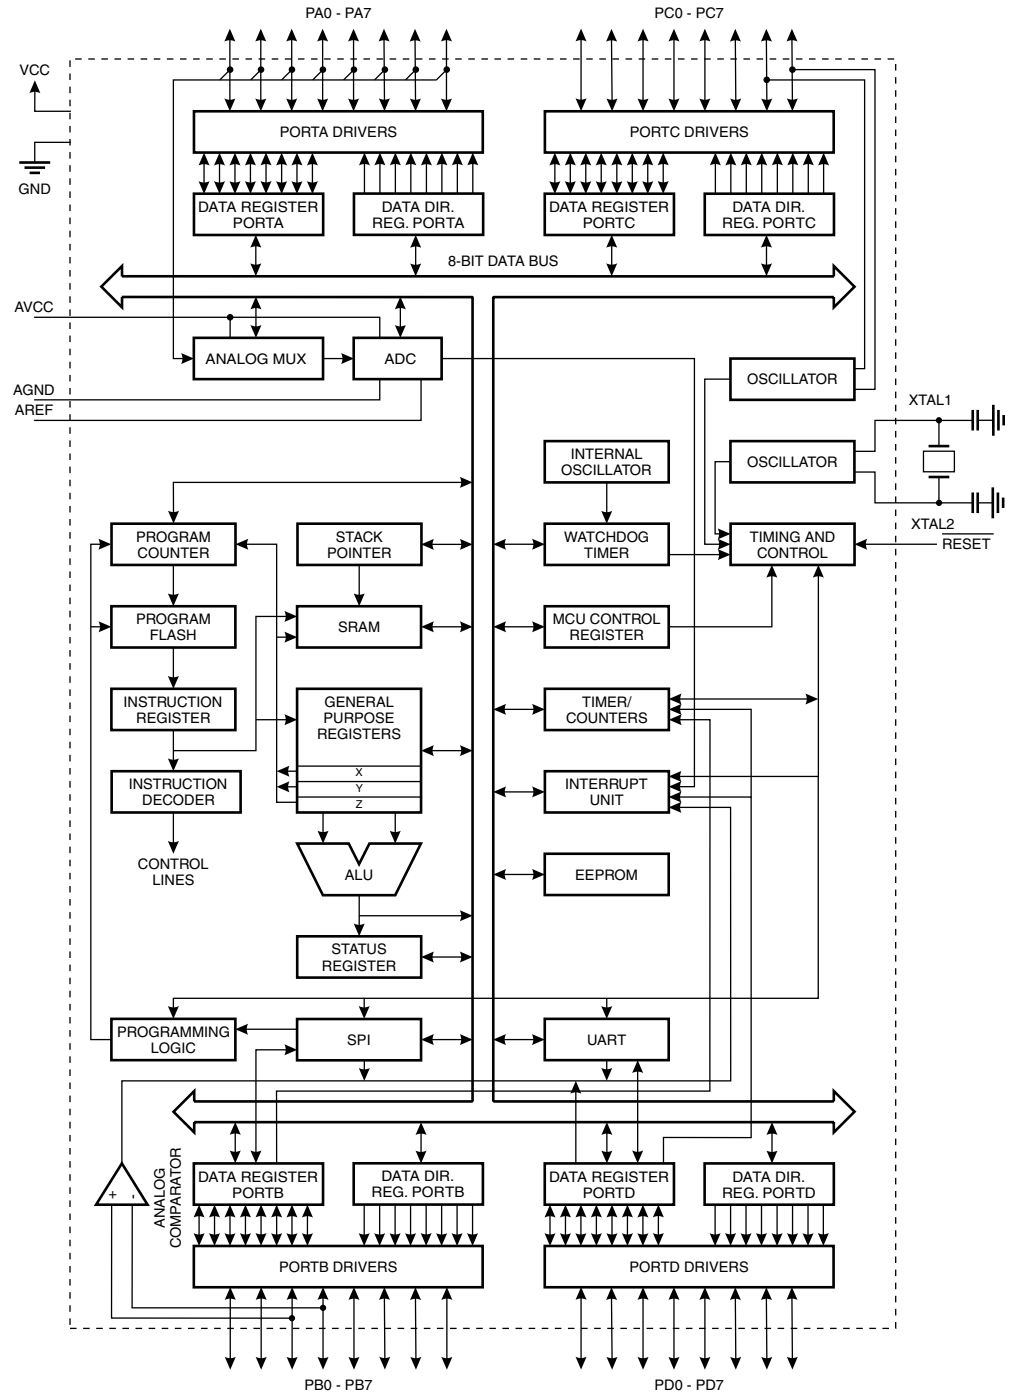 PA0 - PA7
PC0 - PC7
VCC
GND
PORTA DRIVERS
PORTC DRIVERS
DATA REGISTER
PORTA
DATA DIR.
REG. PORTA
DATA REGISTER
PORTC
DATA DIR.
REG. PORTC
8-BIT DATA BUS
AVCC
ANALOG MUX
ADC
AGND
AREF
OSCILLATOR
XTAL1
INTERNAL
OSCILLATOR
OSCILLATOR
XTAL2
RESET
PROGRAM
COUNTER
STACK
POINTER
WATCHDOG
TIMER
TIMING AND
CONTROL
PROGRAM
FLASH
SRAM
MCU CONTROL
REGISTER
INSTRUCTION
REGISTER
GENERAL
PURPOSE
REGISTERS
X
Y
Z
TIMER/
COUNTERS
INSTRUCTION
DECODER
INTERRUPT
UNIT
CONTROL
LINES
ALU
EEPROM
STATUS
REGISTER
PROGRAMMING
LOGIC
SPI
UART
ANALOG
COMPARATOR
+
-
DATA REGISTER
PORTB
DATA DIR.
REG. PORTB
DATA REGISTER
PORTD
DATA DIR.
REG. PORTD
PORTB DRIVERS
PORTD DRIVERS
PB0 - PB7
PD0 - PD7